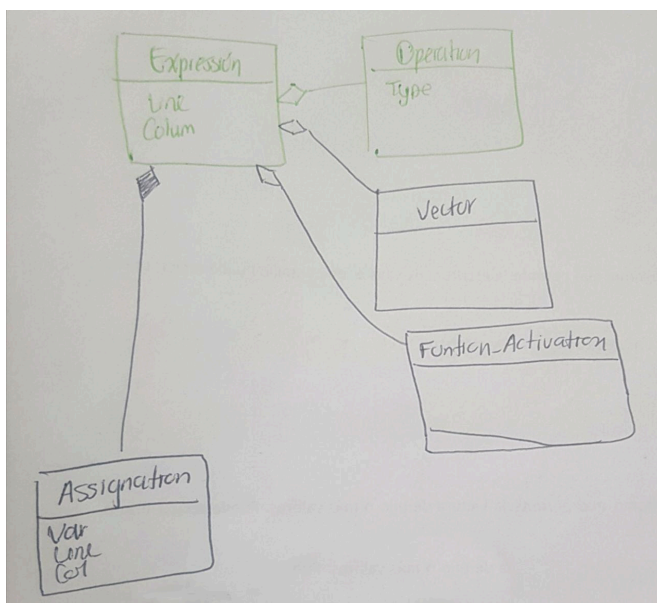 Expressión
Line
Colum
Operation
Type
Vector
Funtion_Activation
Assignation
Var
Line
Col